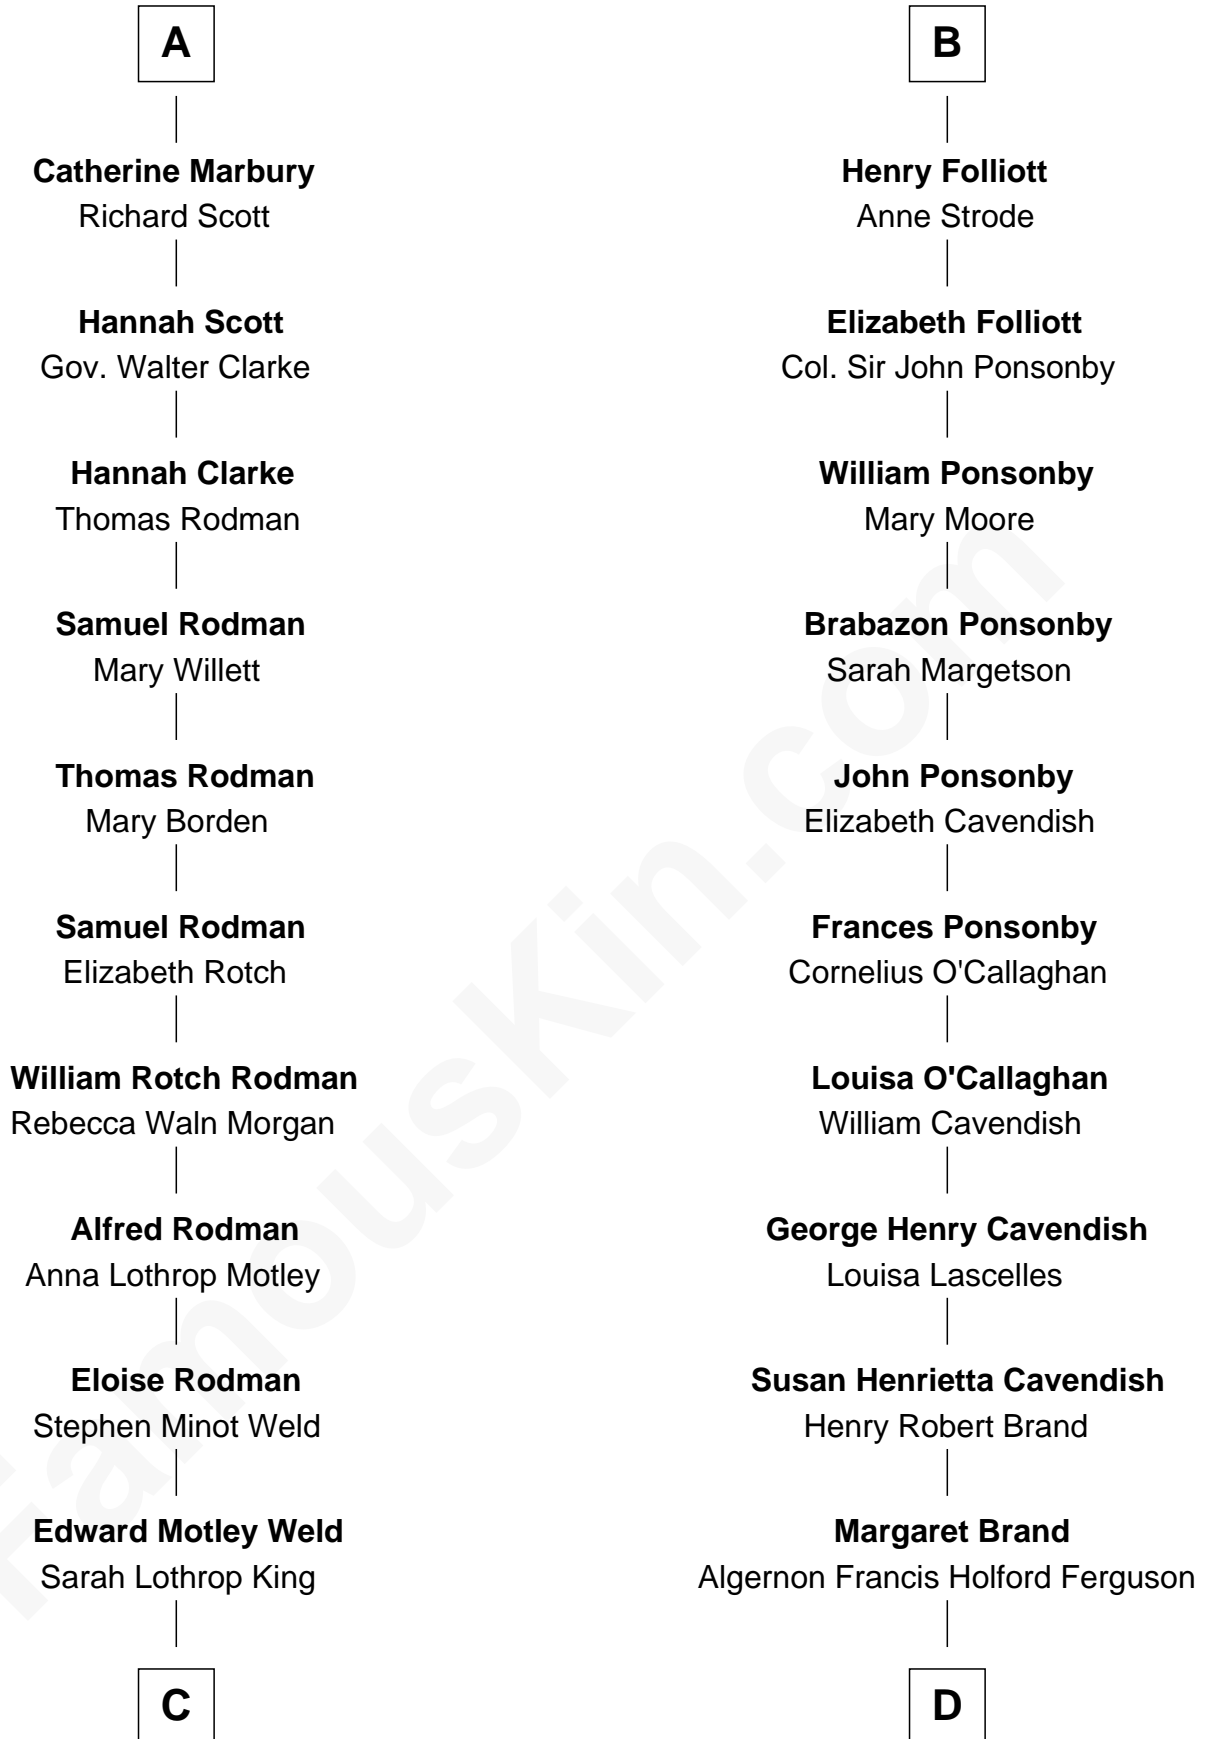 A
Catherine Marbury
Richard Scott
Hannah Scott
Gov. Walter Clarke
Hannah Clarke
Thomas Rodman
Samuel Rodman
Mary Willett
Thomas Rodman
Mary Borden
Samuel Rodman
Elizabeth Rotch
William Rotch Rodman
Rebecca Waln Morgan
Alfred Rodman
Anna Lothrop Motley
Eloise Rodman
Stephen Minot Weld
Edward Motley Weld
Sarah Lothrop King
C
B
Henry Folliott
Anne Strode
Elizabeth Folliott
Col. Sir John Ponsonby
William Ponsonby
Mary Moore
Brabazon Ponsonby
Sarah Margetson
John Ponsonby
Elizabeth Cavendish
Frances Ponsonby
Cornelius O'Callaghan
Louisa O'Callaghan
William Cavendish
George Henry Cavendish
Louisa Lascelles
Susan Henrietta Cavendish
Henry Robert Brand
Margaret Brand
Algernon Francis Holford Ferguson
D
FamousKin.com